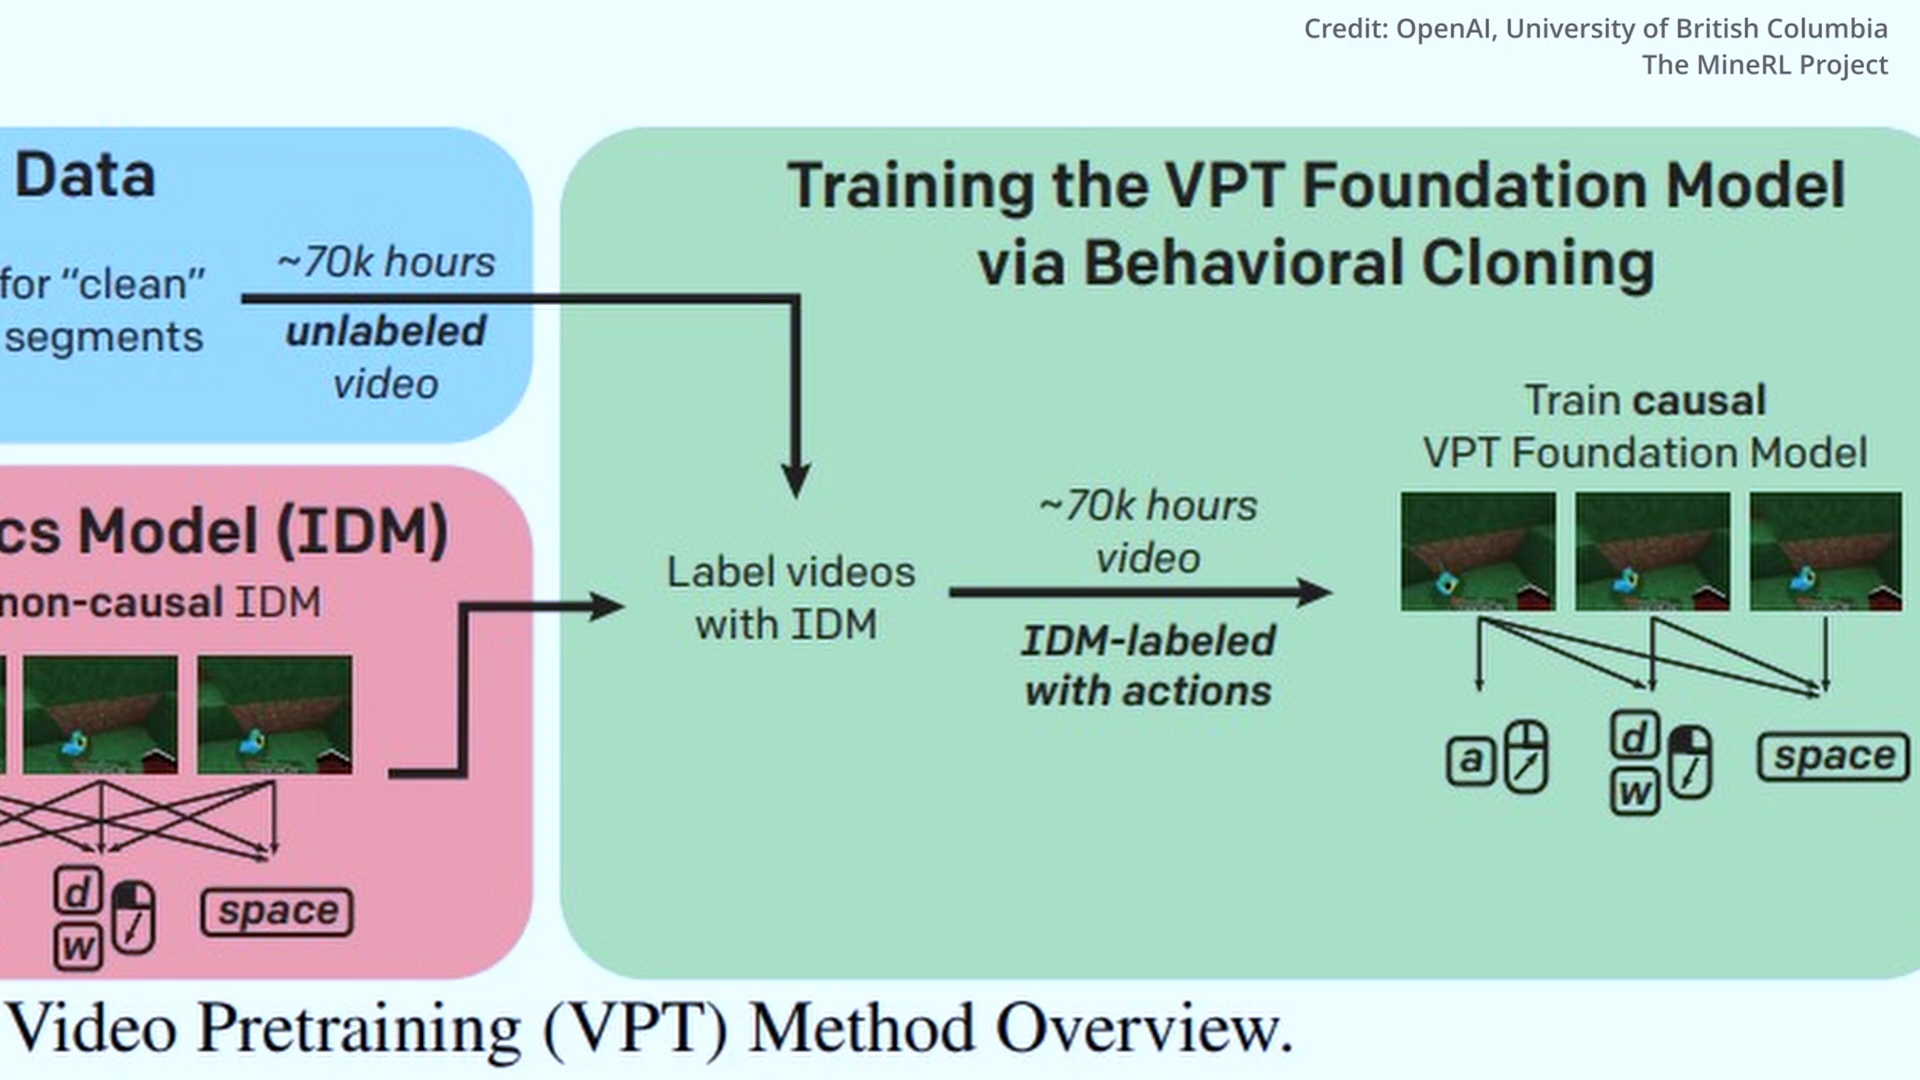 Credit: OpenAI, University of British Columbia
The MineRL Project
Data
for “clean”
segments
~70k hours
unlabeled
video
cs Model (IDM)
non-causal IDM
d
w
space
Training the VPT Foundation Model
via Behavioral Cloning
Label videos
with IDM
~70k hours
video
IDM-labeled
with actions
Train causal
VPT Foundation Model
a
d
w
space
Video Pretraining (VPT) Method Overview.